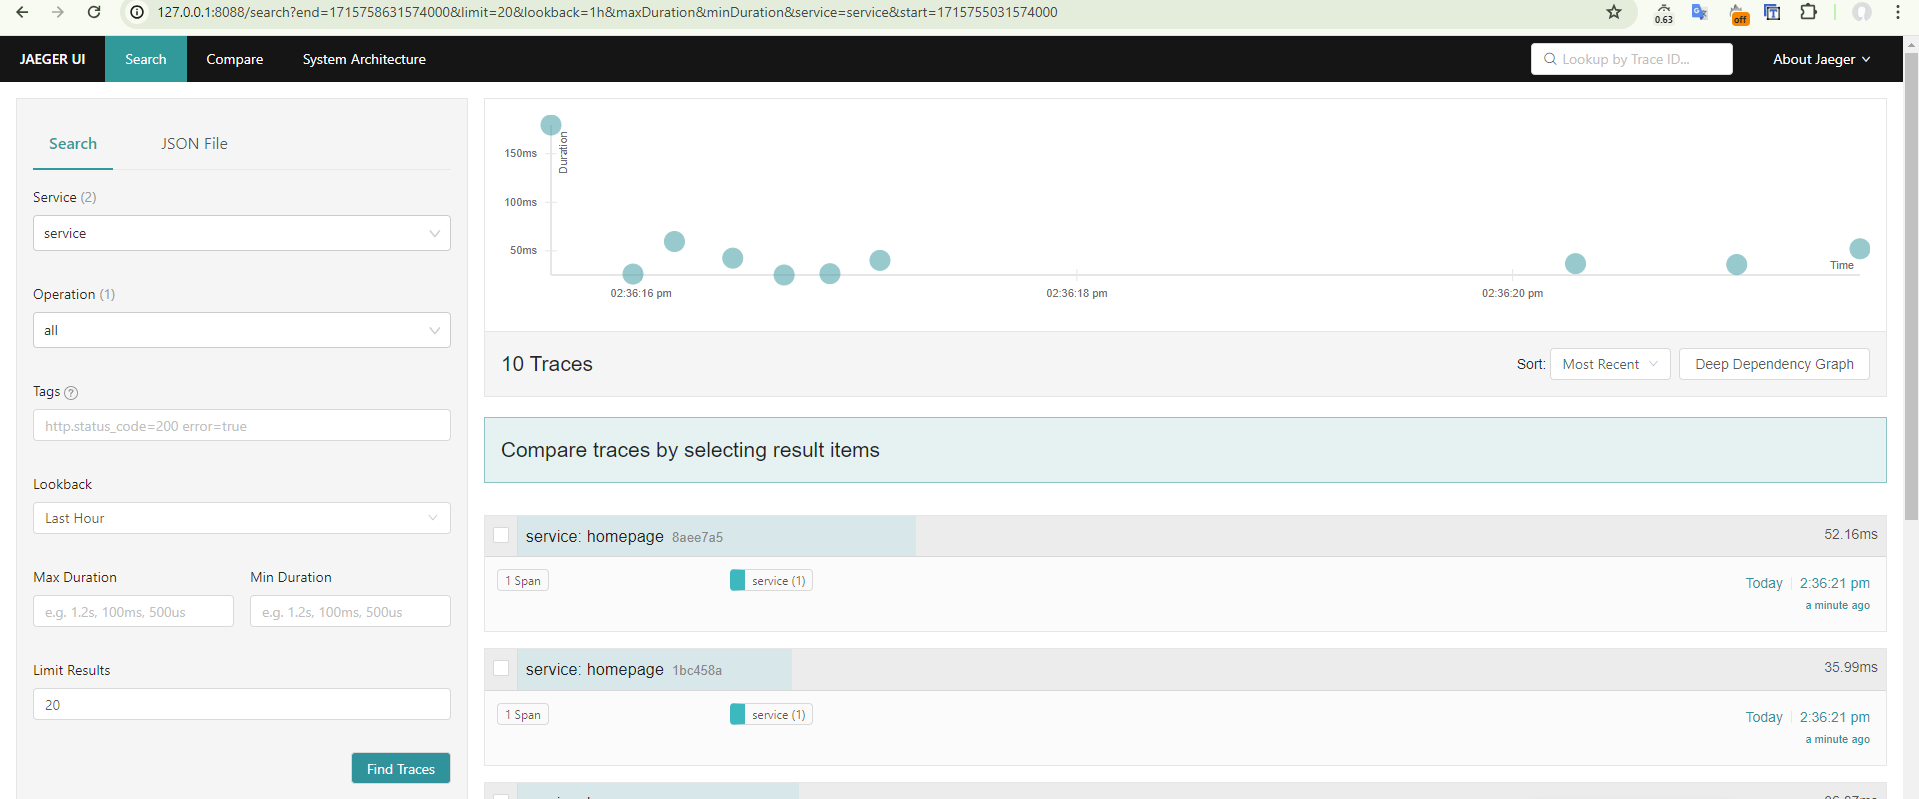 127.0.0.1:8088/search?end=1715758631574000&limit=20&lookback=1h&maxDuration&minDuration&service=service&start=1715755031574000
0.63
off
JAEGER UI
Search
Compare
System Architecture
Lookup by Trace ID...
About Jaeger
Search
JSON File
Service (2)
service
Operation (1)
all
Tags ?
http.status_code=200 error=true
Lookback
Last Hour
Max Duration
Min Duration
e.g. 1.2s, 100ms, 500us
e.g. 1.2s, 100ms, 500us
Limit Results
20
Find Traces
Duration
150ms
100ms
50ms
Time
02:36:16 pm
02:36:18 pm
02:36:20 pm
10 Traces
Sort:
Most Recent
Deep Dependency Graph
Compare traces by selecting result items
service: homepage 8aee7a5
52.16ms
1 Span
service (1)
Today
2:36:21 pm
a minute ago
service: homepage 1bc458a
35.99ms
1 Span
service (1)
Today
2:36:21 pm
a minute ago